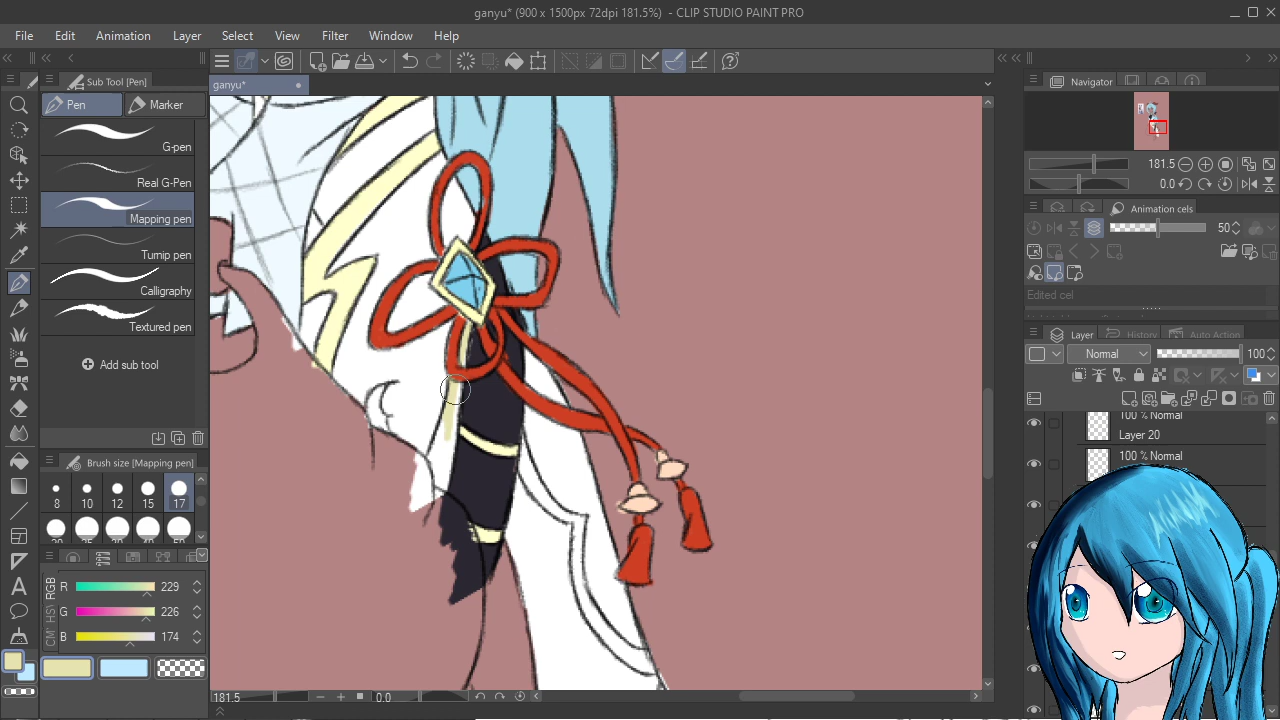 ganyu* (900 x 1500px 72dpi 181.5%) - CLIP STUDIO PAINT PRO
File Edit Animation Layer Select View Filter Window Help
Sub Tool [Pen]
ganyu*
Navigator
Pen Marker
G-pen
Real G-Pen
Mapping pen
Turnip pen
Calligraphy
Textured pen
Add sub tool
181.5
0.0
Animation cels
50
Edited cel
Layer History Auto Action
Normal 100
100 % Normal
Layer 20
100 % Normal
Brush size [Mapping pen]
8 10 12 15 17
RGB
HSV
R 229
G 226
B 174
181.5 0.0